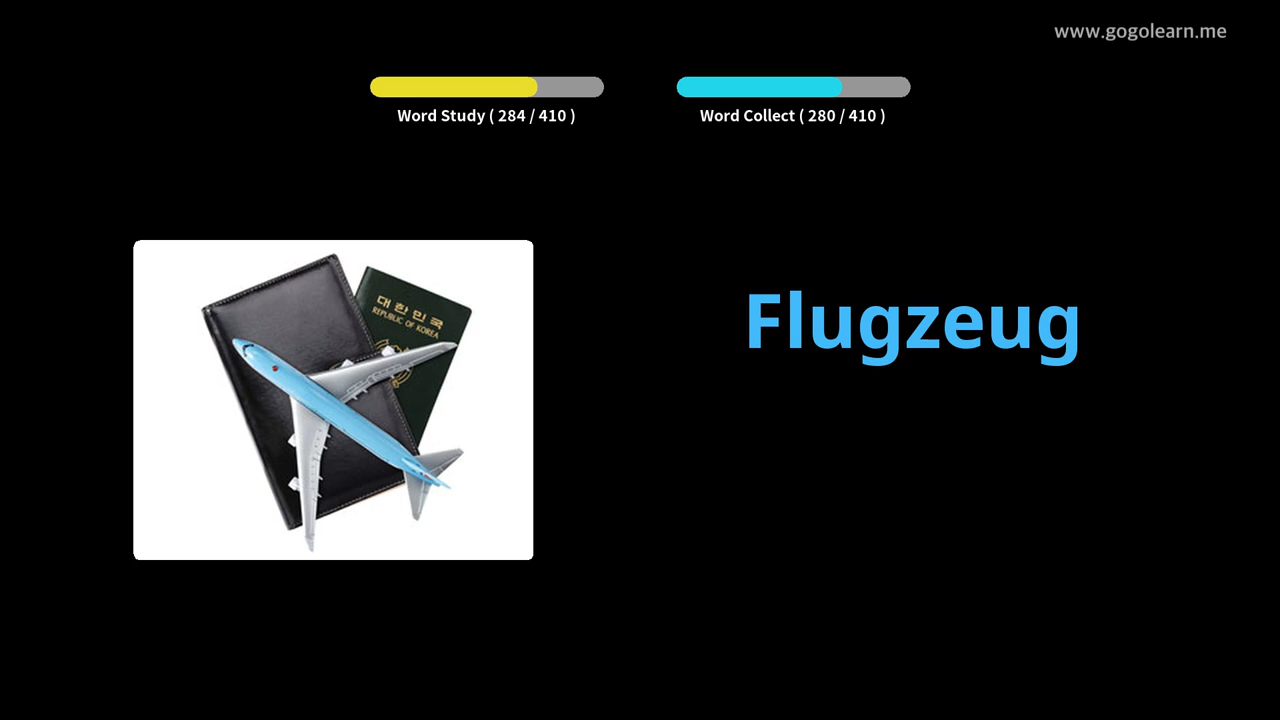 www.gogolearn.me
Word Study ( 284 / 410 )
Word Collect ( 280 / 410 )
대한민국
REPUBLIC OF KOREA
Flugzeug